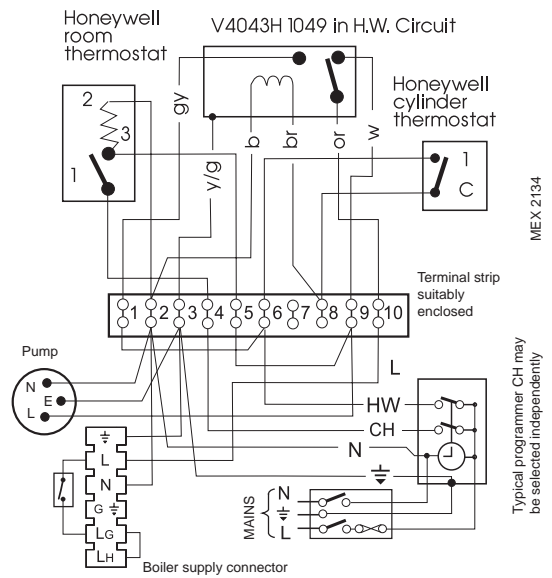 Honeywell
room
thermostat
V4043H 1049 in H.W. Circuit
Honeywell
cylinder
thermostat
2
3
1
gy
y/g
b
br
or
w
1
C
MEX 2134
1 2 3 4 5 6 7 8 9 10
Terminal strip
suitably
enclosed
Pump
N
E
L
L
HW
CH
N
L
N
G
LG
LH
Boiler supply connector
MAINS
N
L
Typical programmer CH may
be selected independently